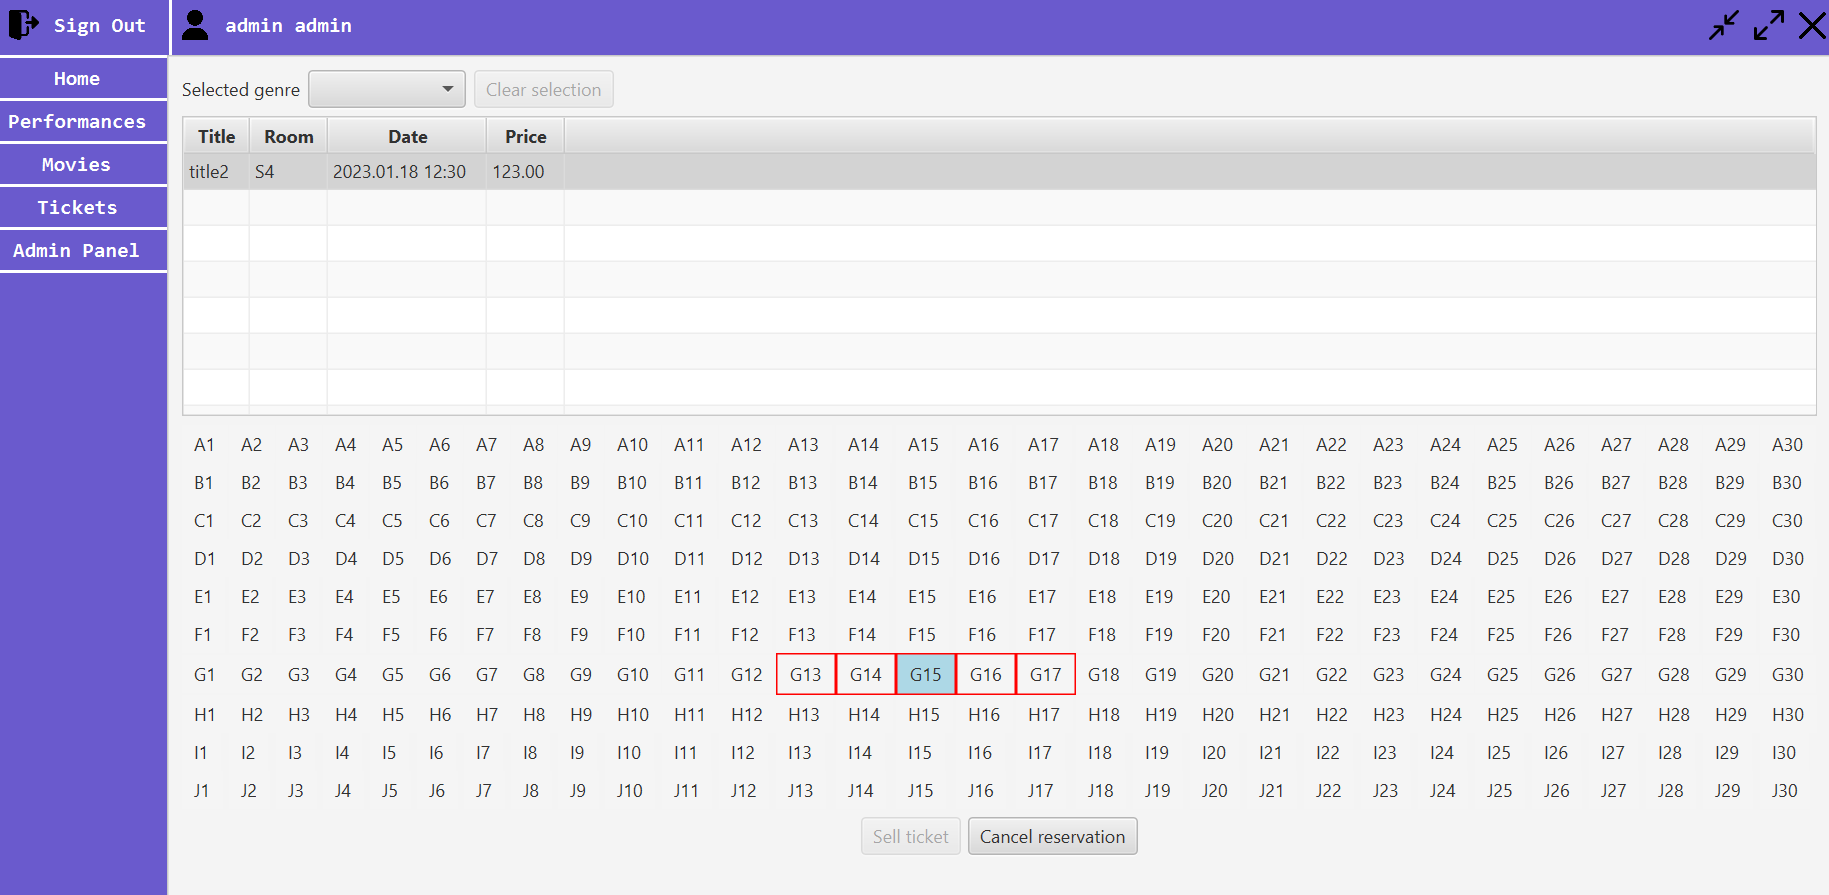 Sign Out admin admin
Home
Performances
Movies
Tickets
Admin Panel
Selected genre Clear selection
Title Room Date Price
title2 S4 2023.01.18 12:30 123.00
A1 A2 A3 A4 A5 A6 A7 A8 A9 A10 A11 A12 A13 A14 A15 A16 A17 A18 A19 A20 A21 A22 A23 A24 A25 A26 A27 A28 A29 A30
B1 B2 B3 B4 B5 B6 B7 B8 B9 B10 B11 B12 B13 B14 B15 B16 B17 B18 B19 B20 B21 B22 B23 B24 B25 B26 B27 B28 B29 B30
C1 C2 C3 C4 C5 C6 C7 C8 C9 C10 C11 C12 C13 C14 C15 C16 C17 C18 C19 C20 C21 C22 C23 C24 C25 C26 C27 C28 C29 C30
D1 D2 D3 D4 D5 D6 D7 D8 D9 D10 D11 D12 D13 D14 D15 D16 D17 D18 D19 D20 D21 D22 D23 D24 D25 D26 D27 D28 D29 D30
E1 E2 E3 E4 E5 E6 E7 E8 E9 E10 E11 E12 E13 E14 E15 E16 E17 E18 E19 E20 E21 E22 E23 E24 E25 E26 E27 E28 E29 E30
F1 F2 F3 F4 F5 F6 F7 F8 F9 F10 F11 F12 F13 F14 F15 F16 F17 F18 F19 F20 F21 F22 F23 F24 F25 F26 F27 F28 F29 F30
G1 G2 G3 G4 G5 G6 G7 G8 G9 G10 G11 G12 G13 G14 G15 G16 G17 G18 G19 G20 G21 G22 G23 G24 G25 G26 G27 G28 G29 G30
H1 H2 H3 H4 H5 H6 H7 H8 H9 H10 H11 H12 H13 H14 H15 H16 H17 H18 H19 H20 H21 H22 H23 H24 H25 H26 H27 H28 H29 H30
I1 I2 I3 I4 I5 I6 I7 I8 I9 I10 I11 I12 I13 I14 I15 I16 I17 I18 I19 I20 I21 I22 I23 I24 I25 I26 I27 I28 I29 I30
J1 J2 J3 J4 J5 J6 J7 J8 J9 J10 J11 J12 J13 J14 J15 J16 J17 J18 J19 J20 J21 J22 J23 J24 J25 J26 J27 J28 J29 J30
Sell ticket Cancel reservation